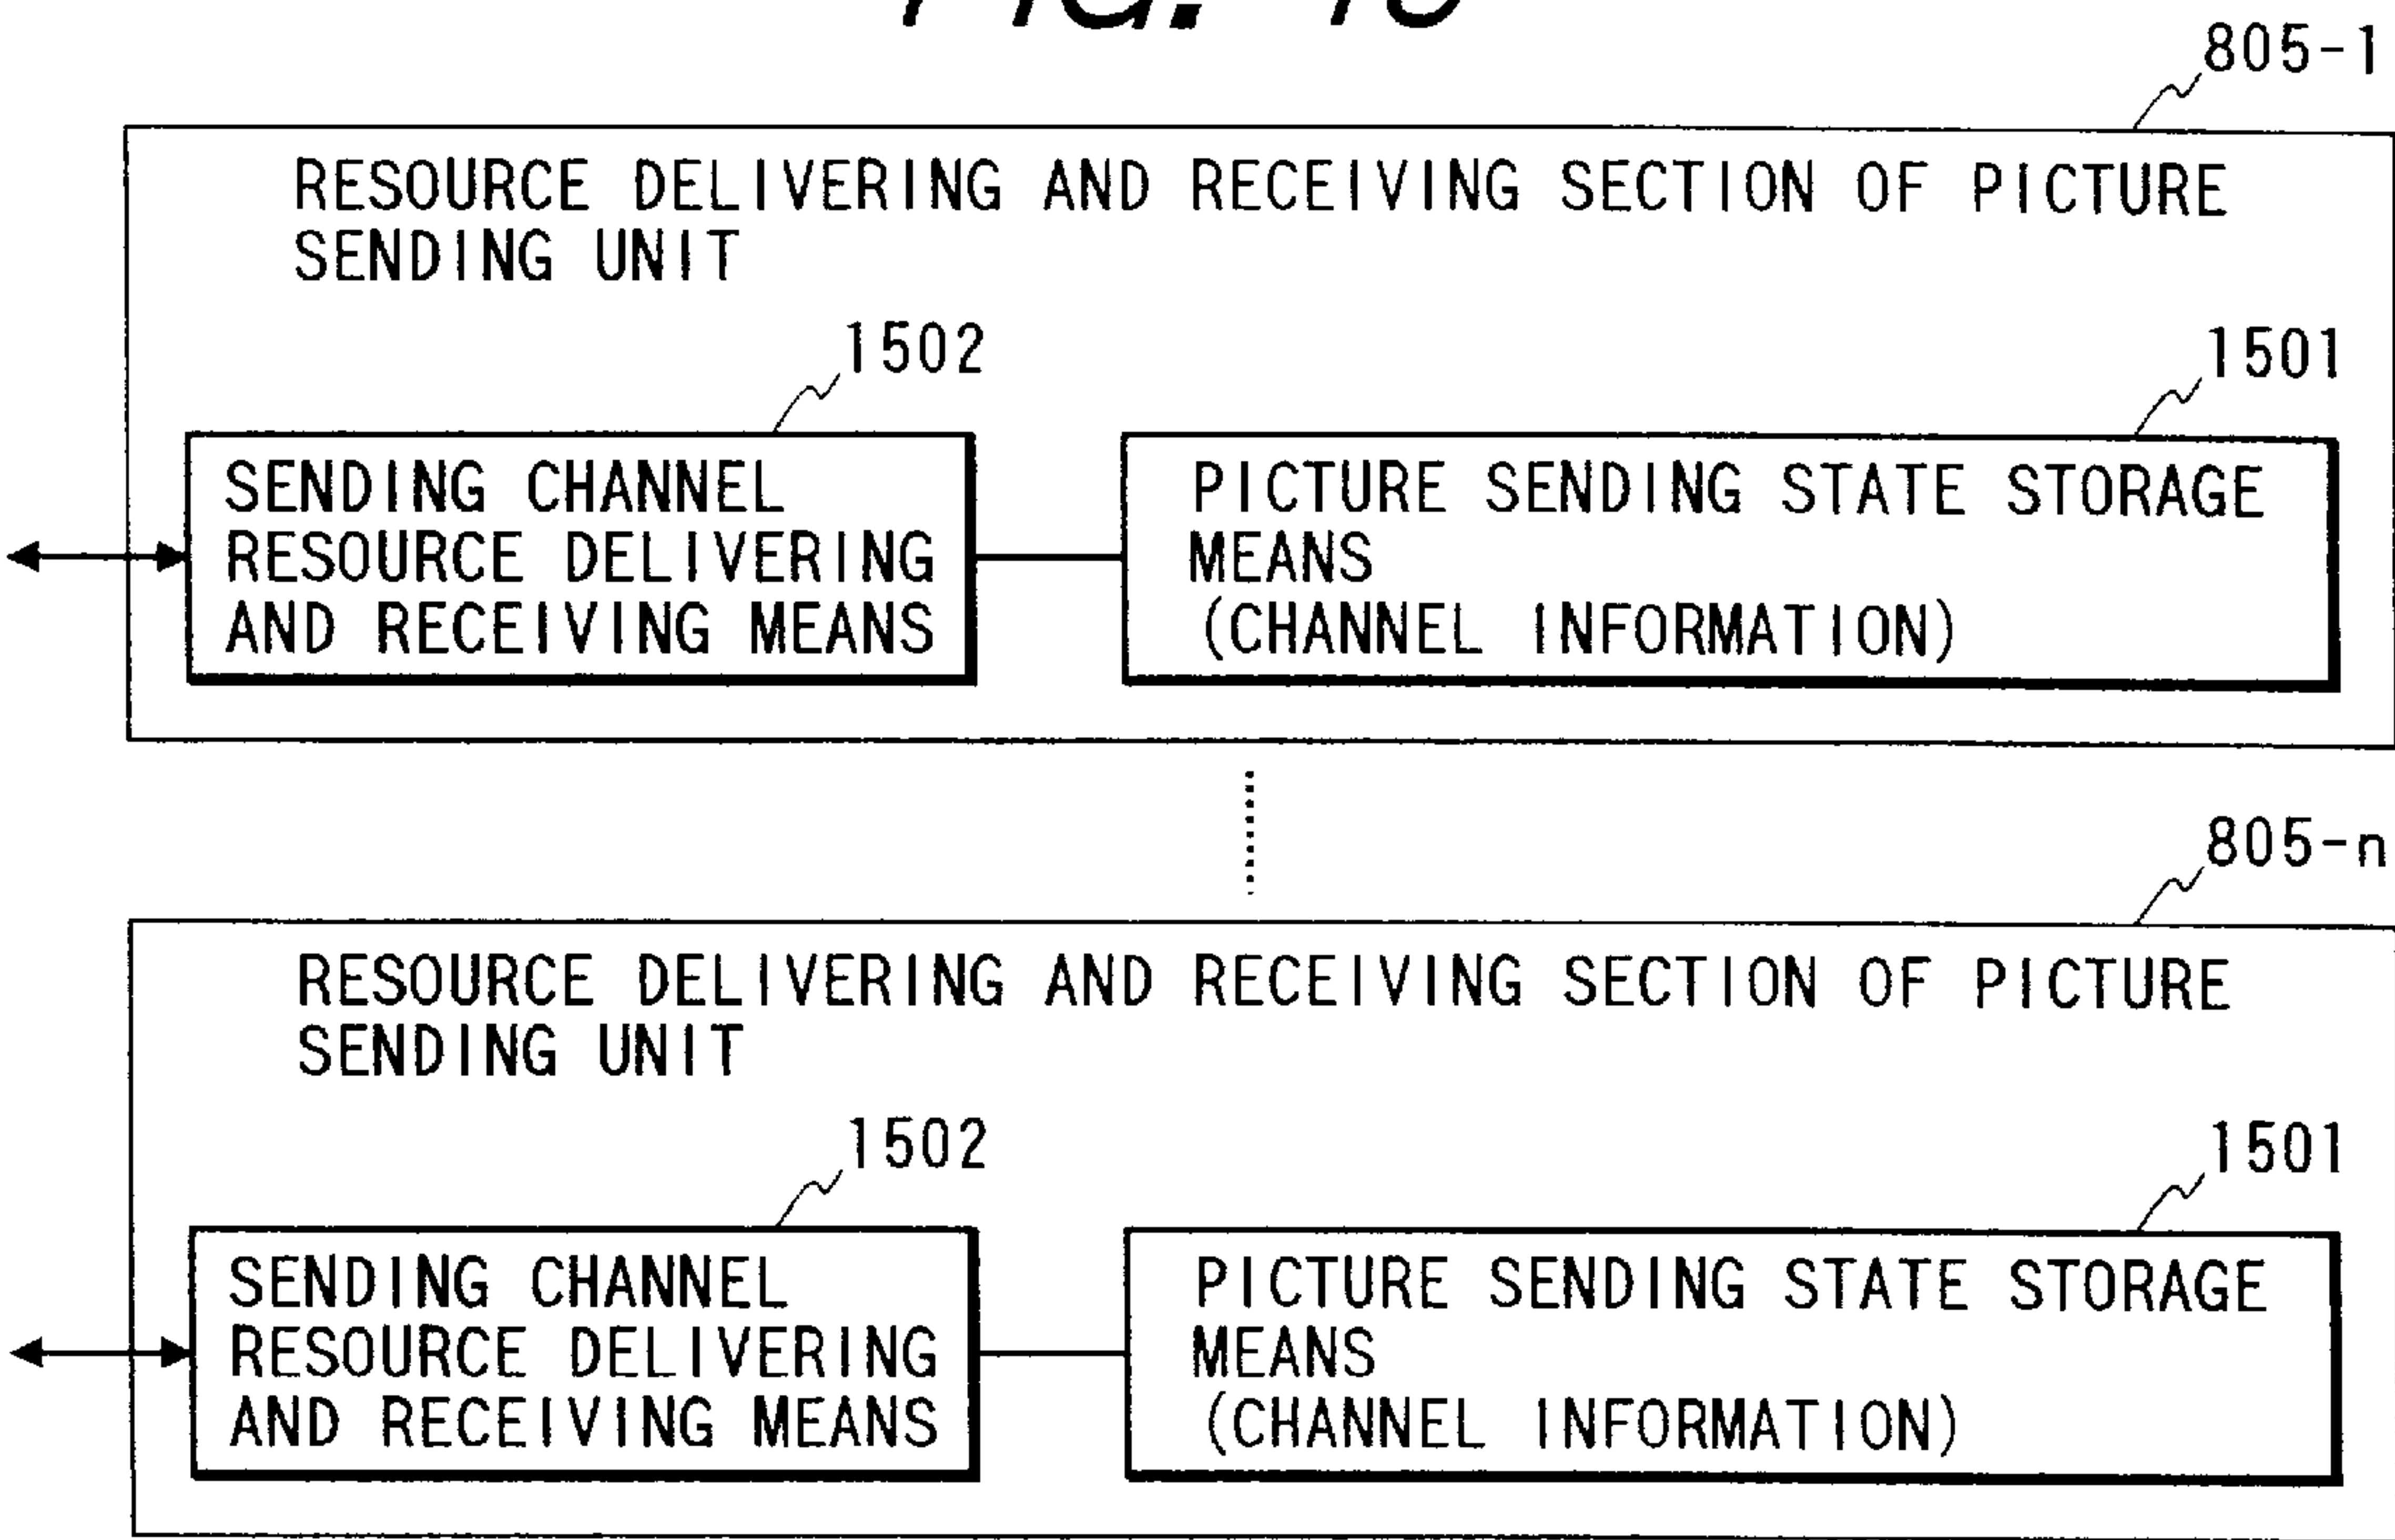 FIG.
805-1
RESOURCE DELIVERING AND RECEIVING SECTION OF PICTURE
SENDING UNIT
1502
1501
SENDING CHANNEL
RESOURCE DELIVERING
AND RECEIVING MEANS
PICTURE SENDING STATE STORAGE
MEANS
(CHANNEL INFORMATION)
805-n
RESOURCE DELIVERING AND RECEIVING SECTION OF PICTURE
SENDING UNIT
1502
1501
SENDING CHANNEL
RESOURCE DELIVERING
AND RECEIVING MEANS
PICTURE SENDING STATE STORAGE
MEANS
(CHANNEL INFORMATION)